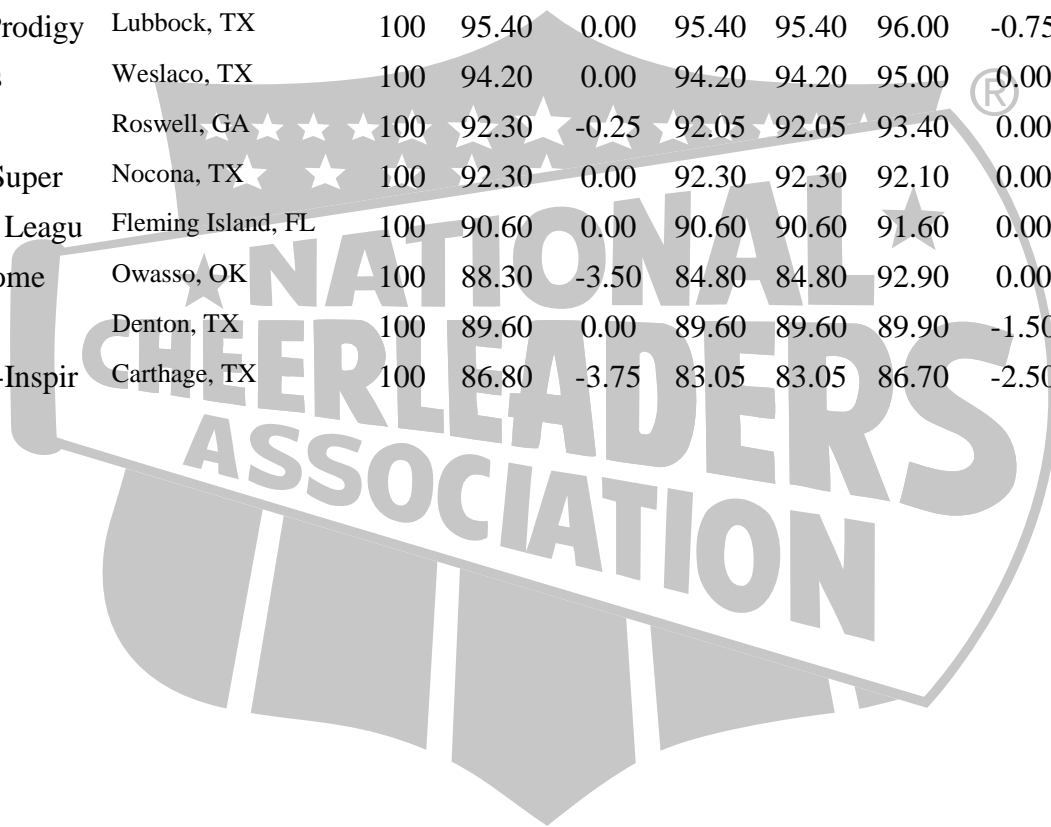 Prodigy Lubbock, TX 100 95.40 0.00 95.40 95.40 96.00 -0.75
s Weslaco, TX 100 94.20 0.00 94.20 94.20 95.00 0.00
Roswell, GA 100 92.30 -0.25 92.05 92.05 93.40 0.00
Super Nocona, TX 100 92.30 0.00 92.30 92.30 92.10 0.00
Leagu Fleming Island, FL 100 90.60 0.00 90.60 90.60 91.60 0.00
ome Owasso, OK 100 88.30 -3.50 84.80 84.80 92.90 0.00
Denton, TX 100 89.60 0.00 89.60 89.60 89.90 -1.50
-Inspir Carthage, TX 100 86.80 -3.75 83.05 83.05 86.70 -2.50
®
NATIONAL
CHEERLEADERS
ASSOCIATION